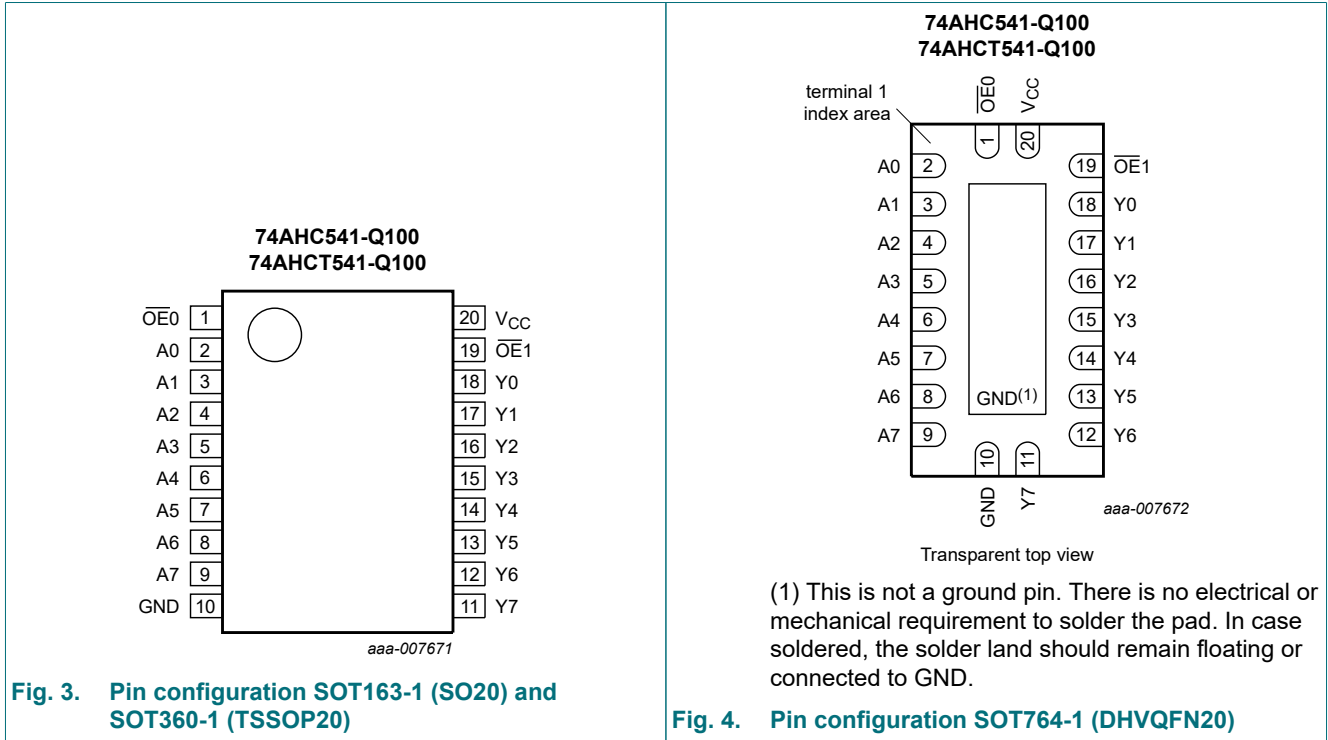 74AHC541-Q100
74AHCT541-Q100
OE0 1
A0 2
A1 3
A2 4
A3 5
A4 6
A5 7
A6 8
A7 9
GND 10
20 VCC
19 OE1
18 Y0
17 Y1
16 Y2
15 Y3
14 Y4
13 Y5
12 Y6
11 Y7
aaa-007671
Fig. 3. Pin configuration SOT163-1 (SO20) and
SOT360-1 (TSSOP20)
74AHC541-Q100
74AHCT541-Q100
terminal 1
index area
OE0
VCC
1
20
A0 2
A1 3
A2 4
A3 5
A4 6
A5 7
A6 8
A7 9
GND(1)
19 OE1
18 Y0
17 Y1
16 Y2
15 Y3
14 Y4
13 Y5
12 Y6
10
11
GND
Y7
aaa-007672
Transparent top view
(1) This is not a ground pin. There is no electrical or
mechanical requirement to solder the pad. In case
soldered, the solder land should remain floating or
connected to GND.
Fig. 4. Pin configuration SOT764-1 (DHVQFN20)